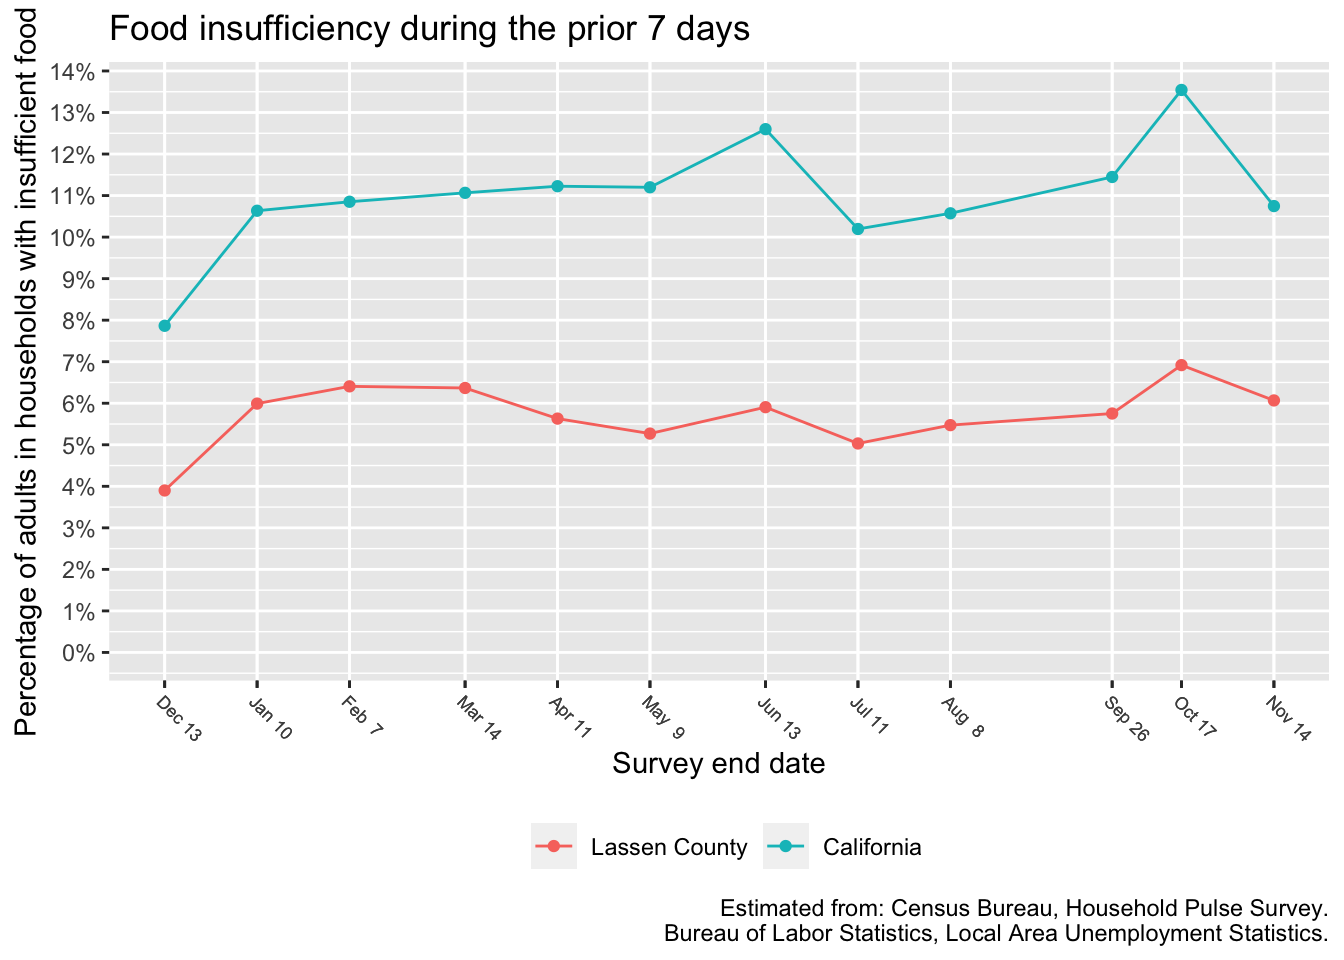 Food insufficiency during the prior 7 days
Percentage of adults in households with insufficient food
14%
13%
12%
11%
10%
9%
8%
7%
6%
5%
4%
3%
2%
1%
0%
Dec 13
Jan 10
Feb 7
Mar 14
Apr 11
May 9
Jun 13
Jul 11
Aug 8
Sep 26
Oct 17
Nov 14
Survey end date
Lassen County
California
Estimated from: Census Bureau, Household Pulse Survey.
Bureau of Labor Statistics, Local Area Unemployment Statistics.